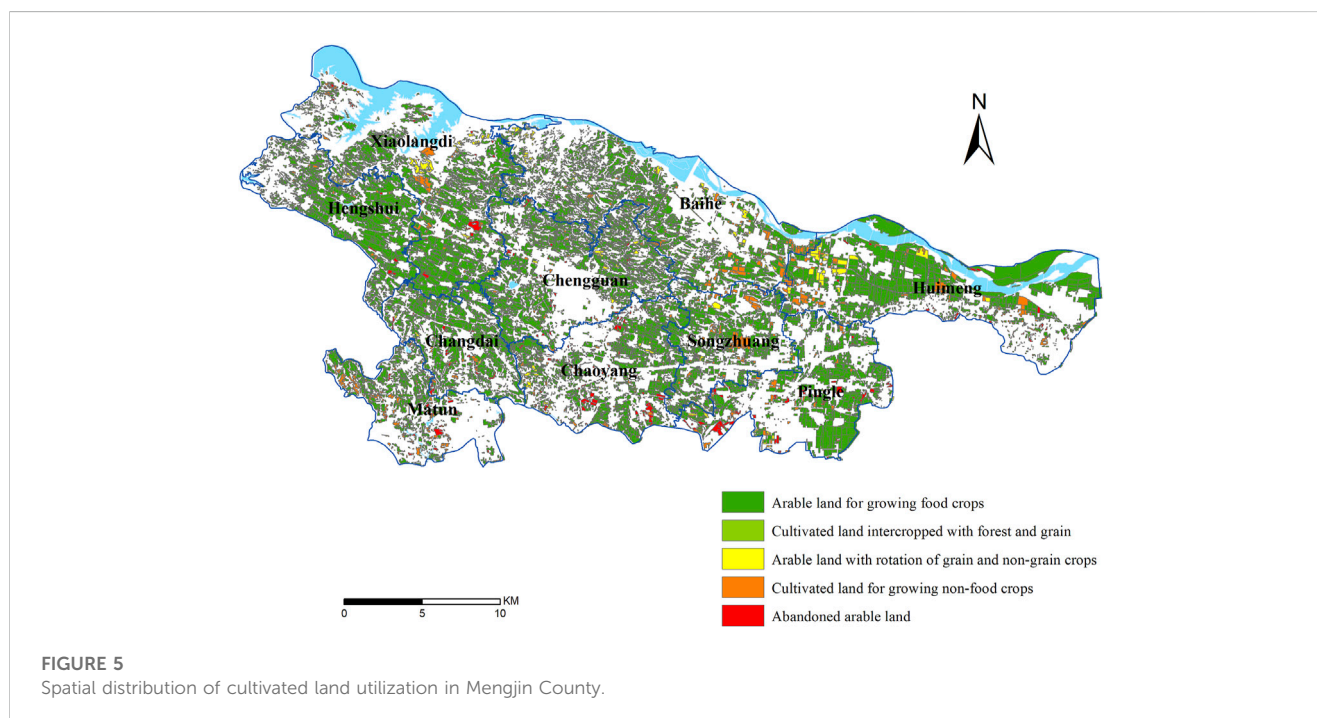 N
Xiaolangdi
Hengshui
Baihe
Huimeng
Chengguan
Changdai
Songzhuang
Chaoyang
Pingle
Matun
Arable land for growing food crops
Cultivated land intercropped with forest and grain
Arable land with rotation of grain and non-grain crops
Cultivated land for growing non-food crops
Abandoned arable land
KM
0 5 10
FIGURE 5
Spatial distribution of cultivated land utilization in Mengjin County.